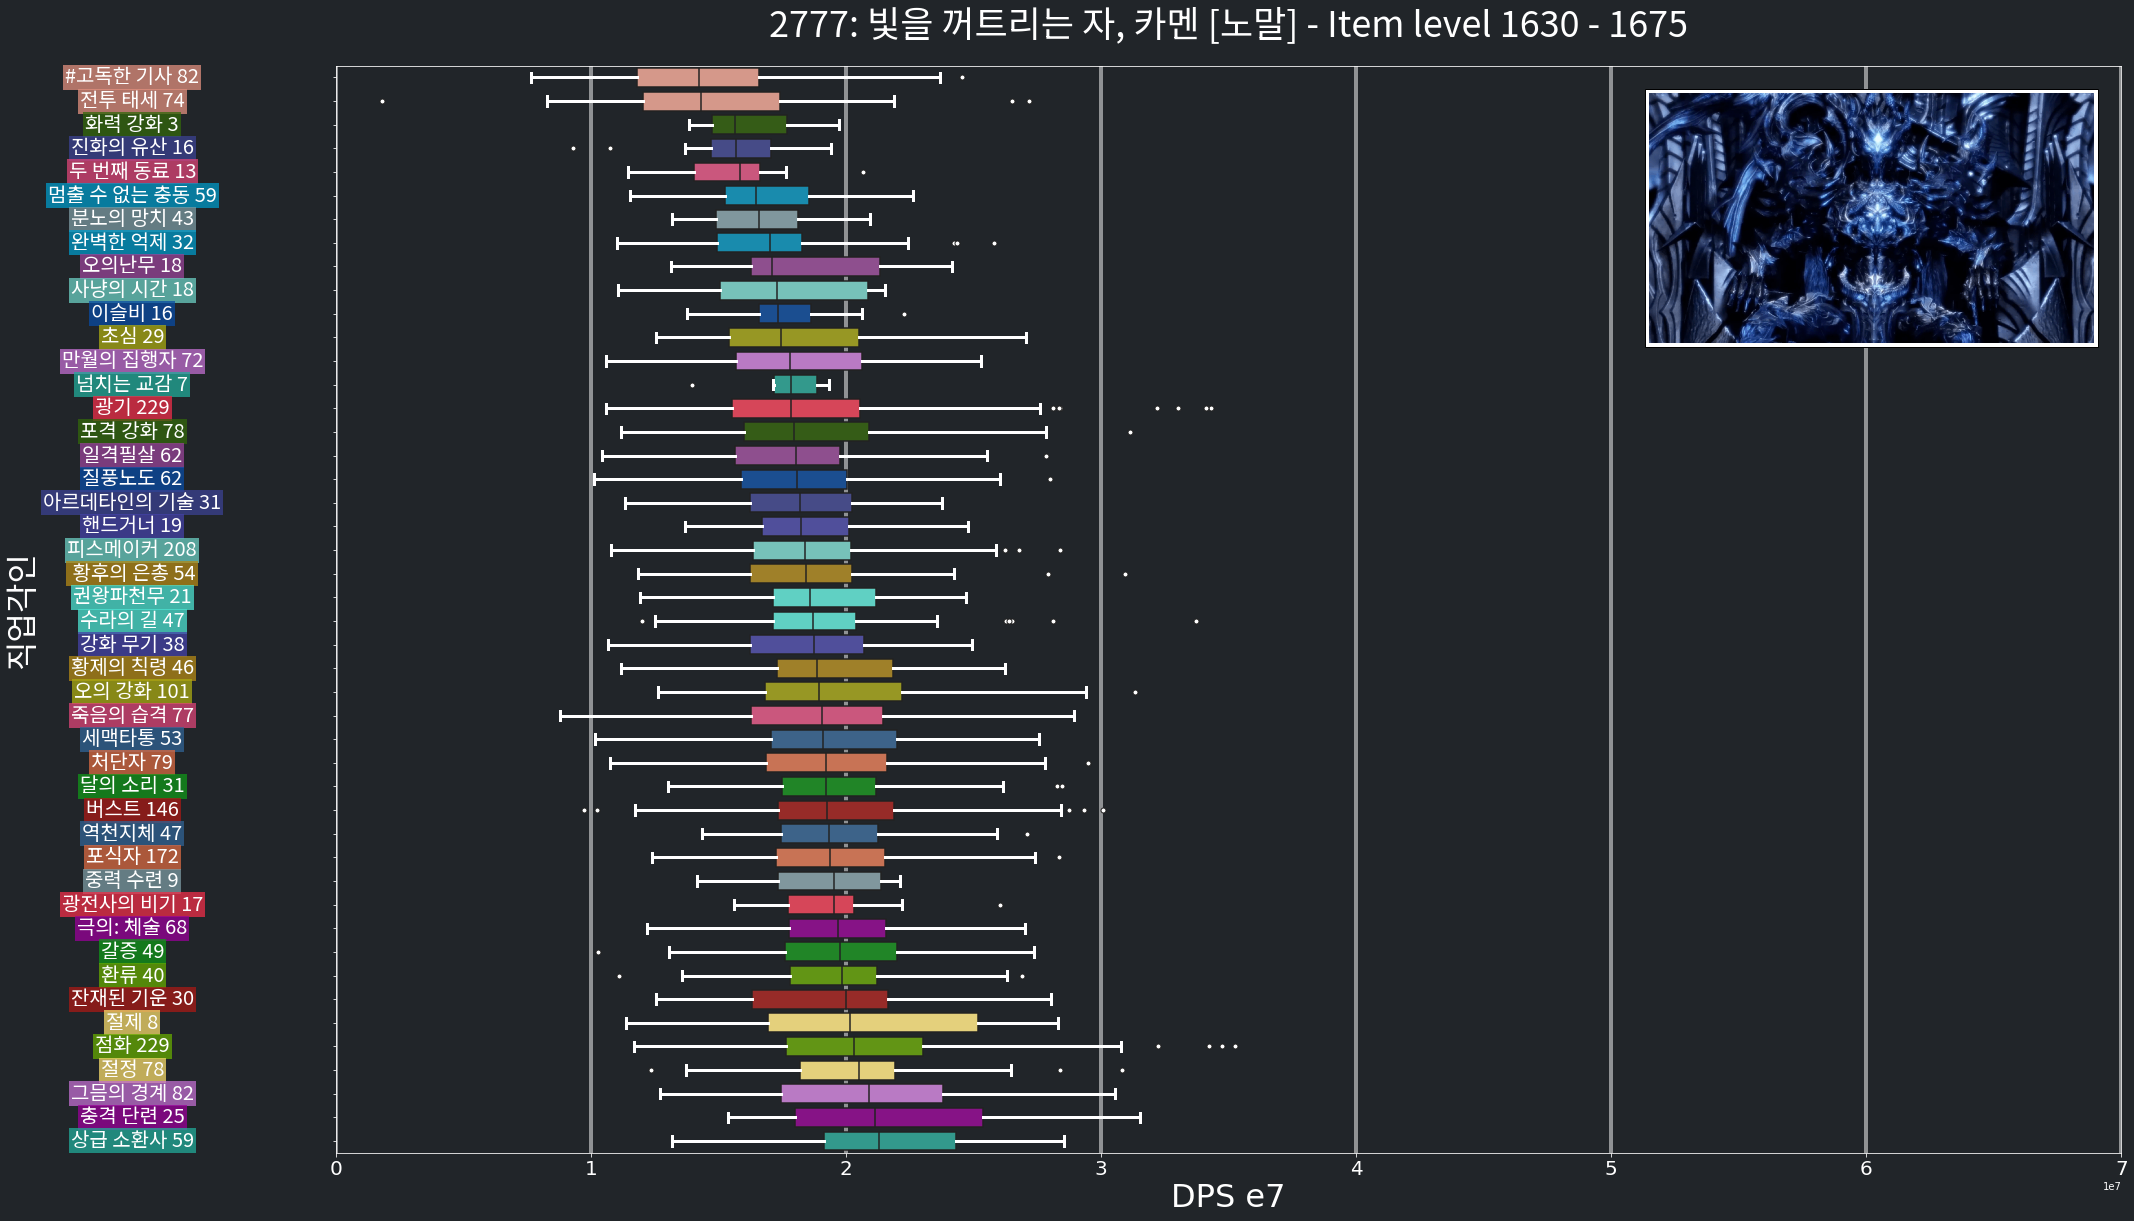 2777: 빛을 꺼트리는 자, 카멘 [노말] - Item level 1630 - 1675
#고독한 기사 82
전투 태세 74
화력 강화 3
진화의 유산 16
두 번째 동료 13
멈출 수 없는 충동 59
분노의 망치 43
완벽한 억제 32
오의난무 18
사냥의 시간 18
이슬비 16
초심 29
만월의 집행자 72
넘치는 교감 7
광기 229
포격 강화 78
일격필살 62
질풍노도 62
아르데타인의 기술 31
핸드거너 19
피스메이커 208
황후의 은총 54
권왕파천무 21
수라의 길 47
강화 무기 38
황제의 칙령 46
오의 강화 101
죽음의 습격 77
세맥타통 53
처단자 79
달의 소리 31
버스트 146
역천지체 47
포식자 172
중력 수련 9
광전사의 비기 17
극의: 체술 68
갈증 49
환류 40
잔재된 기운 30
절제 8
점화 229
절정 78
그믐의 경계 82
충격 단련 25
상급 소환사 59
직업각인
0 1 2 3 4 5 6 7
1e7
DPS e7